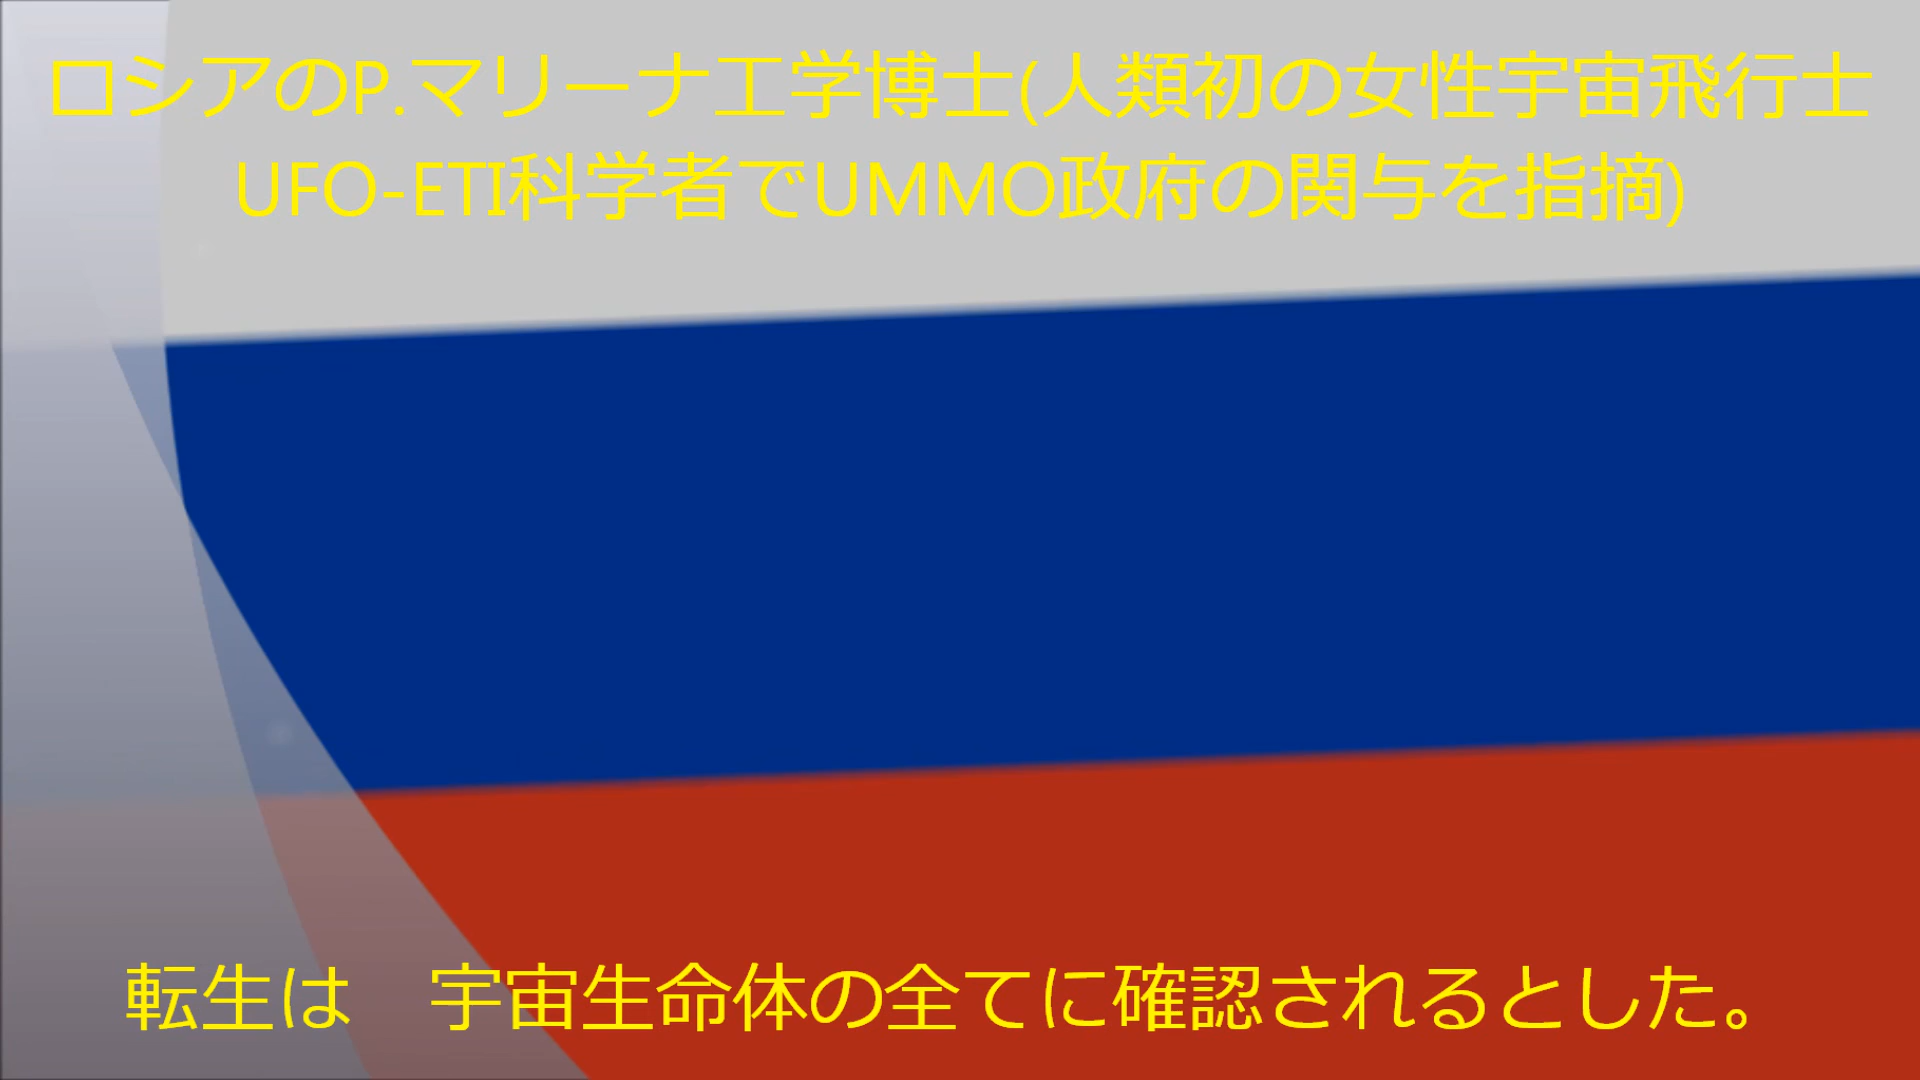 ロシアのP.マリーナ工学博士(人類初の女性宇宙飛行士
UFO-ETI科学者でUMMO政府の関与を指摘)
転生は　宇宙生命体の全てに確認されるとした。